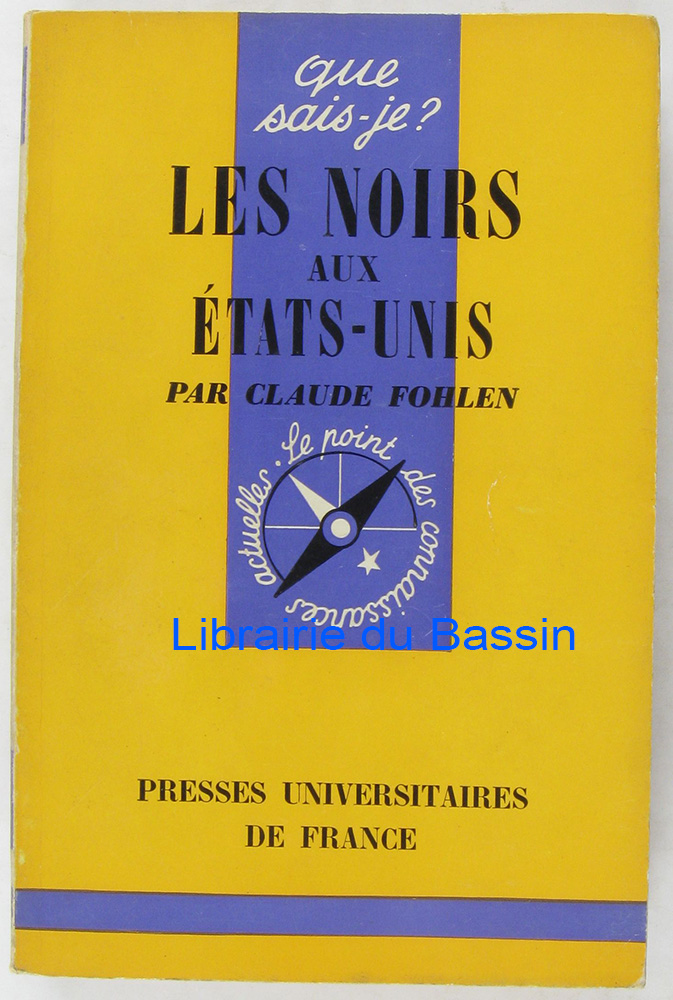 que
sais-je?
LES NOIRS
AUX
ÉTATS-UNIS
PAR CLAUDE FOHLEN
Le point des connaissances actuelles.
Librairie du Bassin
PRESSES UNIVERSITAIRES
DE FRANCE